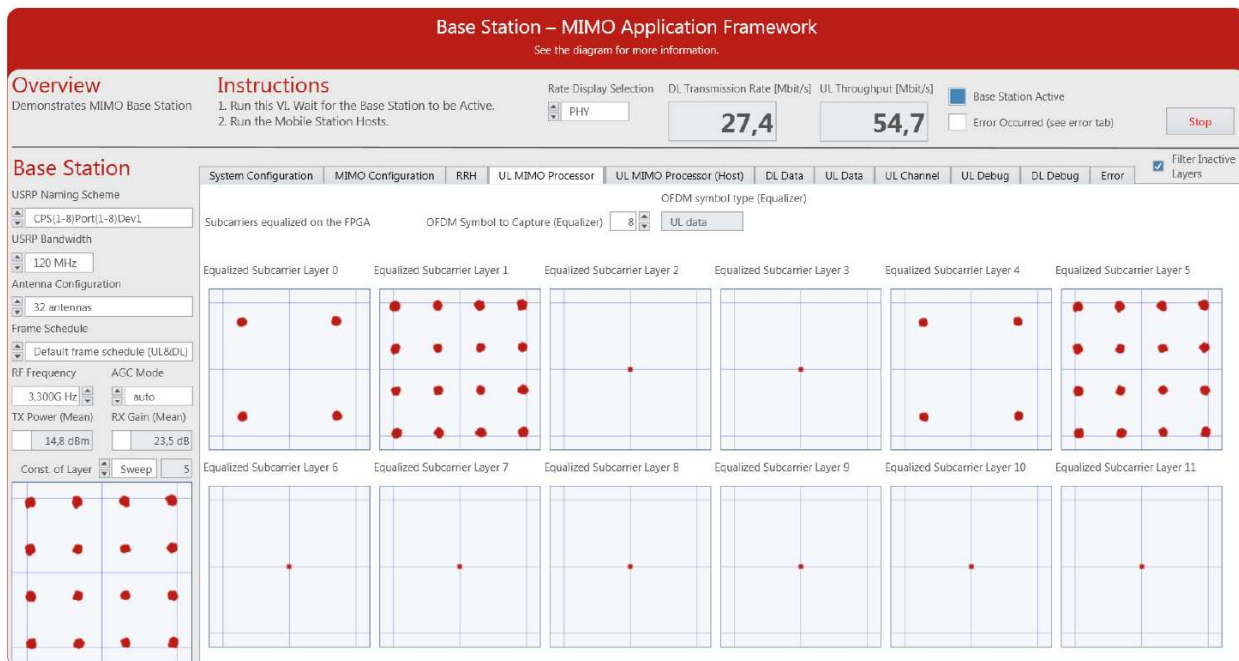 Base Station – MIMO Application Framework
See the diagram for more information.
Overview
Demonstrates MIMO Base Station
Instructions
1. Run this VI. Wait for the Base Station to be Active.
2. Run the Mobile Station Hosts.
Rate Display Selection
PHY
DL Transmission Rate [Mbit/s]
27,4
UL Throughput [Mbit/s]
54,7
Base Station Active
Error Occurred (see error tab)
Stop
Base Station
USRP Naming Scheme
CPS(1-8)Port(1-8)Dev1
USRP Bandwidth
120 MHz
Antenna Configuration
32 antennas
Frame Schedule
Default frame schedule (UL&DL)
RF Frequency AGC Mode
3,300G Hz auto
TX Power (Mean) RX Gain (Mean)
14,8 dBm 23,5 dB
Const. of Layer Sweep 5
System Configuration MIMO Configuration RRH UL MIMO Processor UL MIMO Processor (Host) DL Data UL Data UL Channel UL Debug DL Debug Error
Filter Inactive
Layers
OFDM symbol type (Equalizer)
Subcarriers equalized on the FPGA OFDM Symbol to Capture (Equalizer) 8 UL data
Equalized Subcarrier Layer 0 Equalized Subcarrier Layer 1 Equalized Subcarrier Layer 2 Equalized Subcarrier Layer 3 Equalized Subcarrier Layer 4 Equalized Subcarrier Layer 5
Equalized Subcarrier Layer 6 Equalized Subcarrier Layer 7 Equalized Subcarrier Layer 8 Equalized Subcarrier Layer 9 Equalized Subcarrier Layer 10 Equalized Subcarrier Layer 11